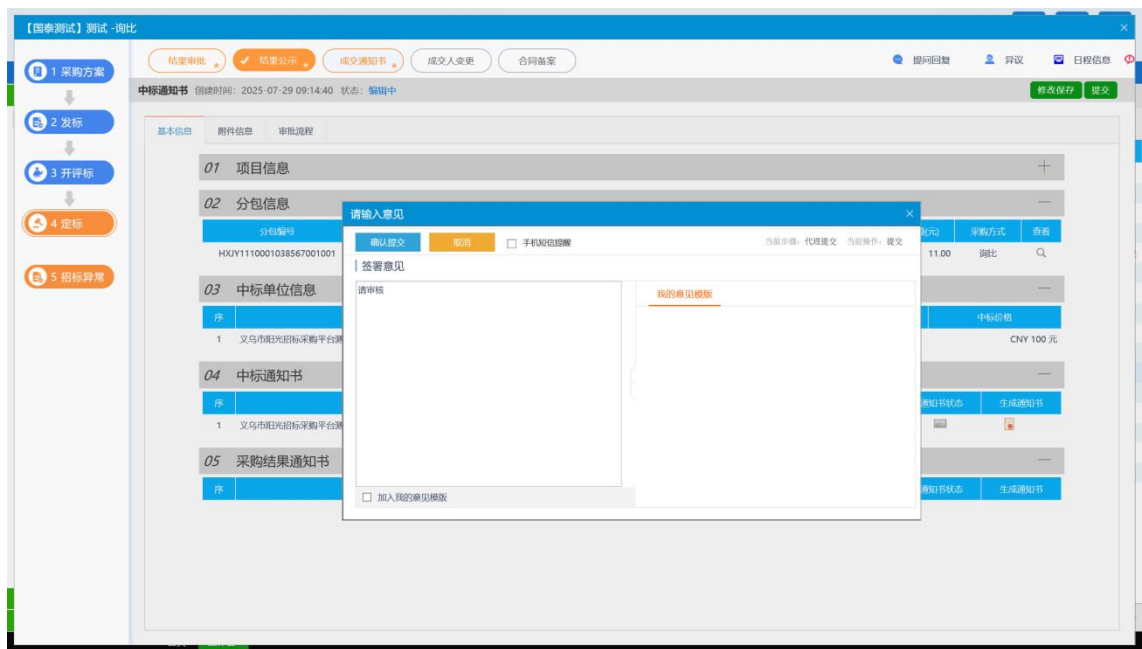 【国泰测试】测试 -询比
1 采购方案
2 发标
3 开评标
4 定标
5 招标异常
结果审批
结果公示
成交通知书
成交人变更
合同备案
提问回复
异议
日程信息
中标通知书 创建时间：2025-07-29 09:14:40 状态：编辑中
修改保存
提交
基本信息
附件信息
审批流程
01 项目信息
02 分包信息
分包编号
(元)
采购方式
查看
HXJY1110001038567001001
11.00
询比
03 中标单位信息
序
中标价格
1 义乌市阳光招标采购平台测
CNY 100 元
04 中标通知书
序
通知书状态
生成通知书
1 义乌市阳光招标采购平台测
05 采购结果通知书
序
通知书状态
生成通知书
请输入意见
确认提交
取消
手机短信提醒
当前步骤：代理提交 当前操作：提交
签署意见
请审核
我的意见模版
加入我的意见模版